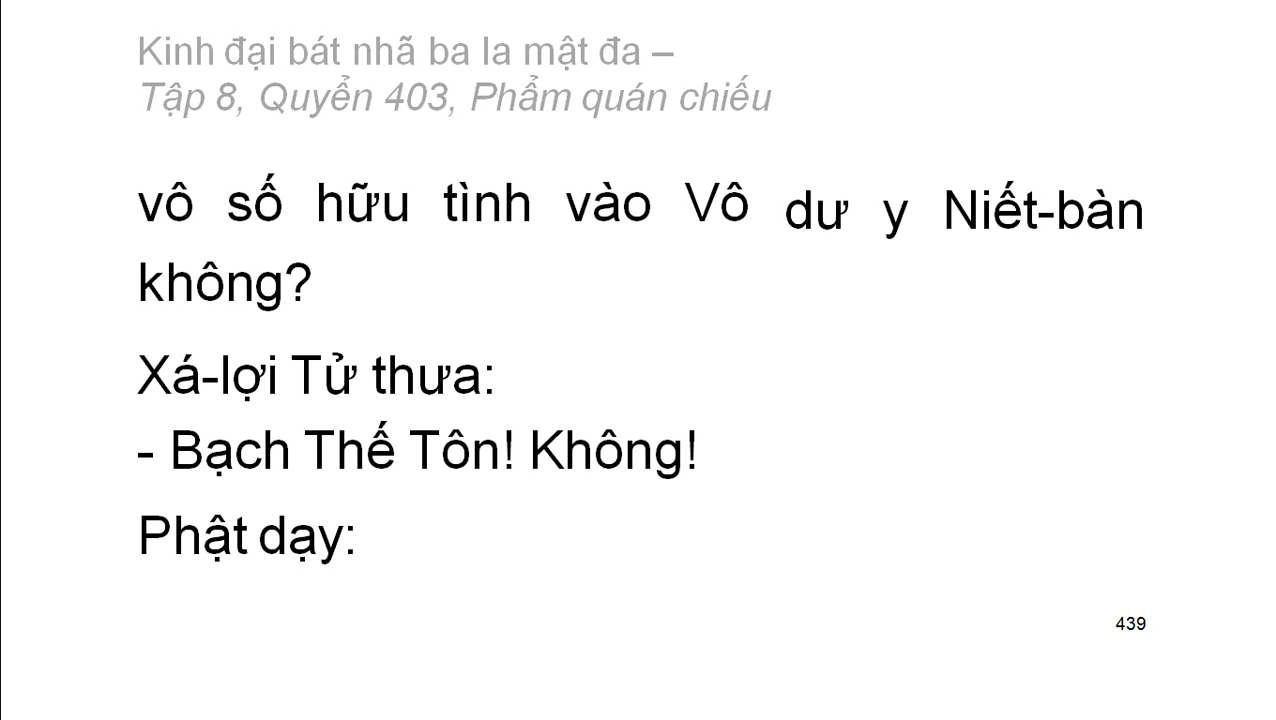 Kinh đại bát nhã ba la mật đa –
Tập 8, Quyển 403, Phẩm quán chiếu
vô số hữu tình vào Vô dư y Niết-bàn
không?
Xá-lợi Tử thưa:
- Bạch Thế Tôn! Không!
Phật dạy:
439